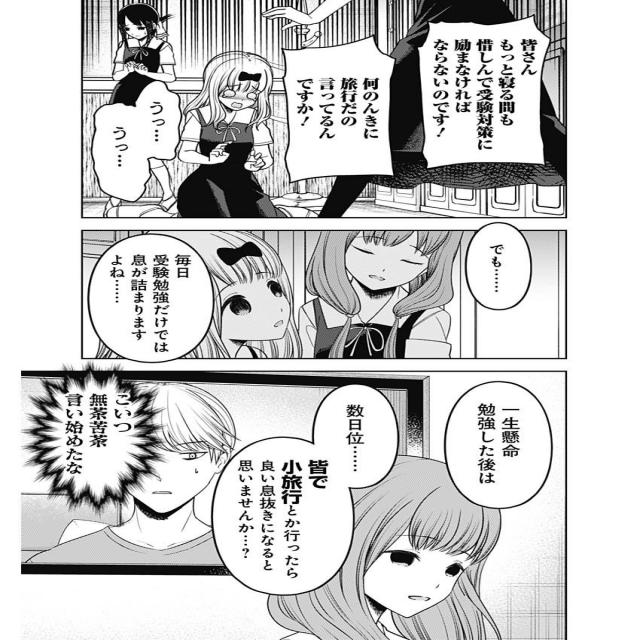 皆さん
もっと寝る間も
惜しんで受験対策に
励まなければ
ならないのです！
何のんきに
旅行だの
言ってるん
ですか！
うっ…
うっ…
でも……
毎日
受験勉強だけでは
息が詰まります
よね……
一生懸命
勉強した後は
数日位……
皆で
小旅行とか行ったら
良い息抜きになると
思いませんか…？
こいつ
無茶苦茶
言い始めたな